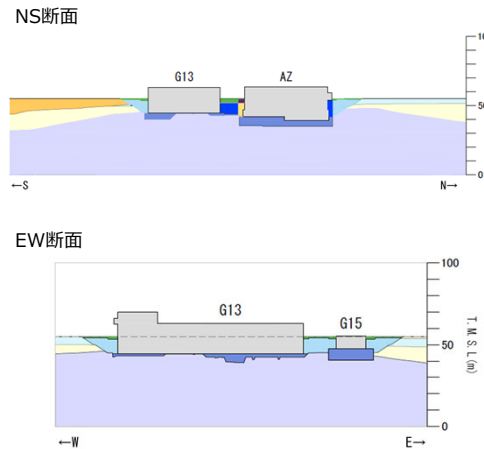 NS断面
G13
AZ
10
50
0
←S
N→
EW断面
G13
G15
100
50
0
T.M.S.L(m)
←W
E→